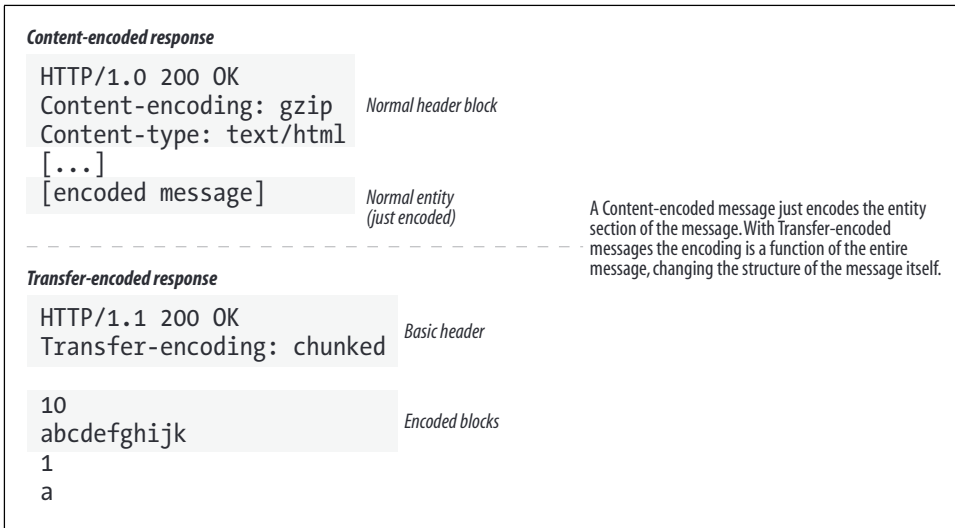 Content-encoded response
HTTP/1.0 200 OK
Content-encoding: gzip
Normal header block
Content-type: text/html
[...]
[encoded message]
Normal entity
(just encoded)
A Content-encoded message just encodes the entity
section of the message.With Transfer-encoded
messages the encoding is a function of the entire
message, changing the structure of the message itself.
Transfer-encoded response
HTTP/1.1 200 OK
Basic header
Transfer-encoding: chunked
10
abcdefghijk
Encoded blocks
1
a